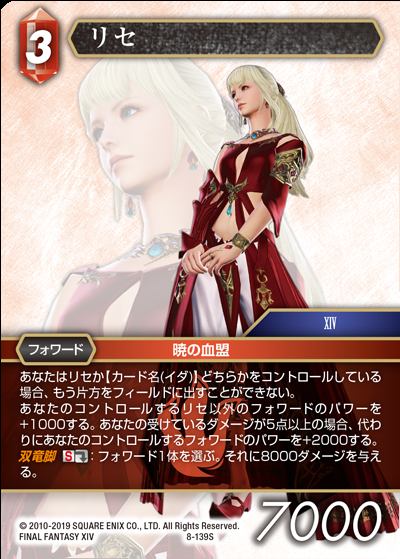 3
リセ
XIV
フォワード
暁の血盟
あなたはリセか【カード名(イダ)】どちらかをコントロールしている
場合、もう片方をフィールドに出すことができない。
あなたのコントロールするリセ以外のフォワードのパワーを
+1000する。あなたの受けているダメージが5点以上の場合、代わ
りにあなたのコントロールするフォワードのパワーを+2000する。
双竜脚 S:フォワード1体を選ぶ。それに8000ダメージを与え
る。
© 2010-2019 SQUARE ENIX CO., LTD. All Rights Reserved.
FINAL FANTASY XIV
8-139S
7000